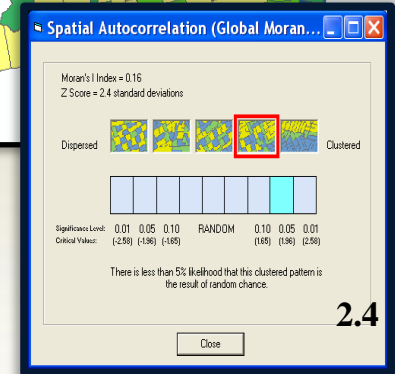 Spatial Autocorrelation (Global Moran...
Moran's I Index = 0.16
Z Score = 2.4 standard deviations
Dispersed
Clustered
Significance Level: 0.01 0.05 0.10 RANDOM 0.10 0.05 0.01
Critical Values: (-2.58) (-1.96) (-1.65) (1.65) (1.96) (2.58)
There is less than 5% likelihood that this clustered pattern is
the result of random chance.
2.4
Close